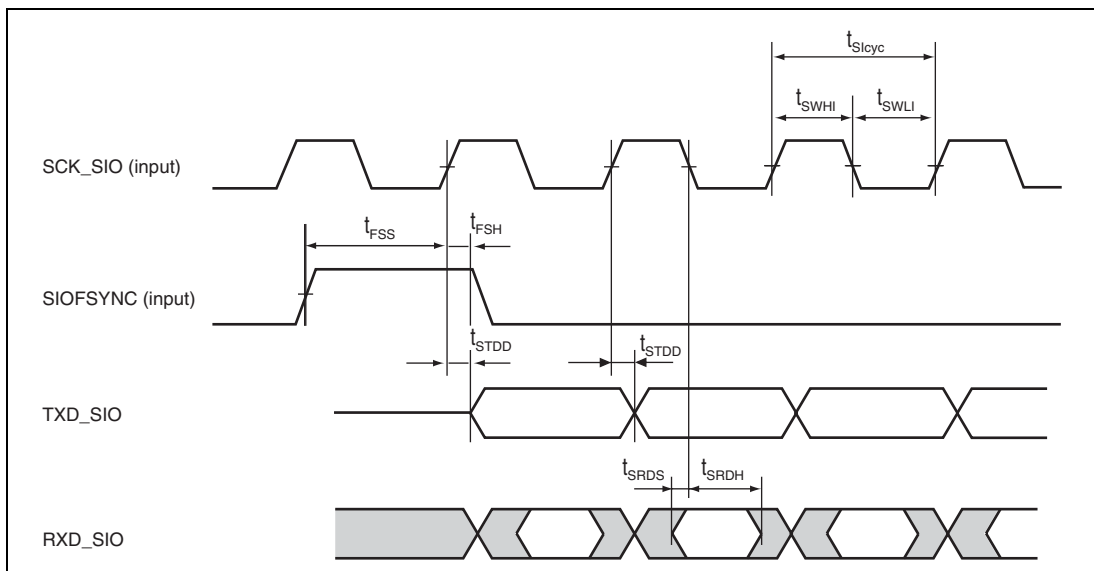 tSIcyc
tSWHI
tSWLI
SCK_SIO (input)
tFSS
tFSH
SIOFSYNC (input)
tSTDD
tSTDD
TXD_SIO
tSRDS
tSRDH
RXD_SIO